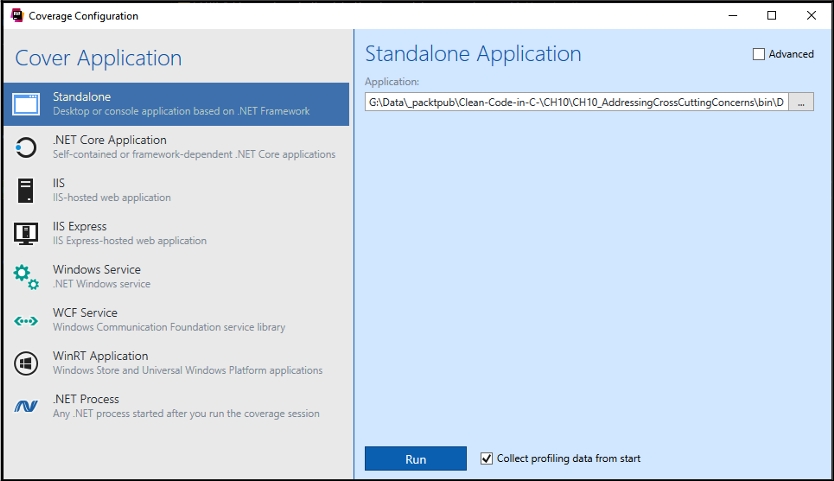 Coverage Configuration
Cover Application
Standalone
Desktop or console application based on .NET Framework
.NET Core Application
Self-contained or framework-dependent .NET Core applications
IIS
IIS-hosted web application
IIS Express
IIS Express-hosted web application
Windows Service
.NET Windows service
WCF Service
Windows Communication Foundation service library
WinRT Application
Windows Store and Universal Windows Platform applications
.NET Process
Any .NET process started after you run the coverage session
Standalone Application
Advanced
Application:
G:\Data\_packtpub\Clean-Code-in-C-\CH10\CH10_AddressingCrossCuttingConcerns\bin\D
...
Run
Collect profiling data from start